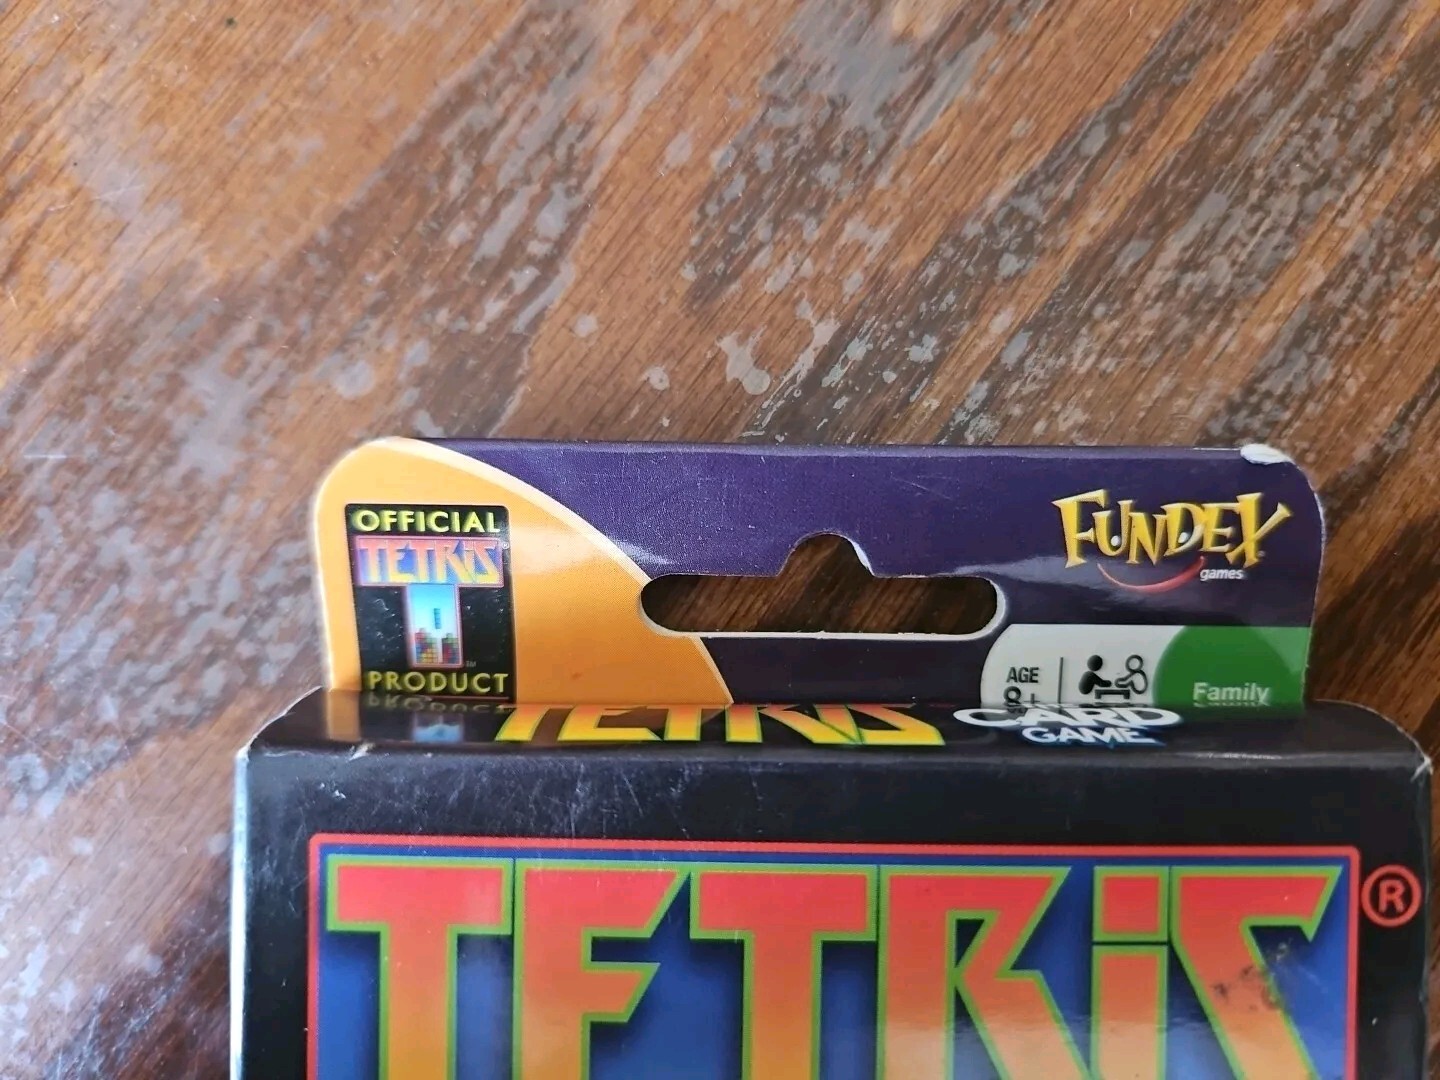 OFFICIAL
TETRIS®
PRODUCT
FUNDEX
games
AGE
8+
Family
TETRIS CARD
GAME
TETRIS®